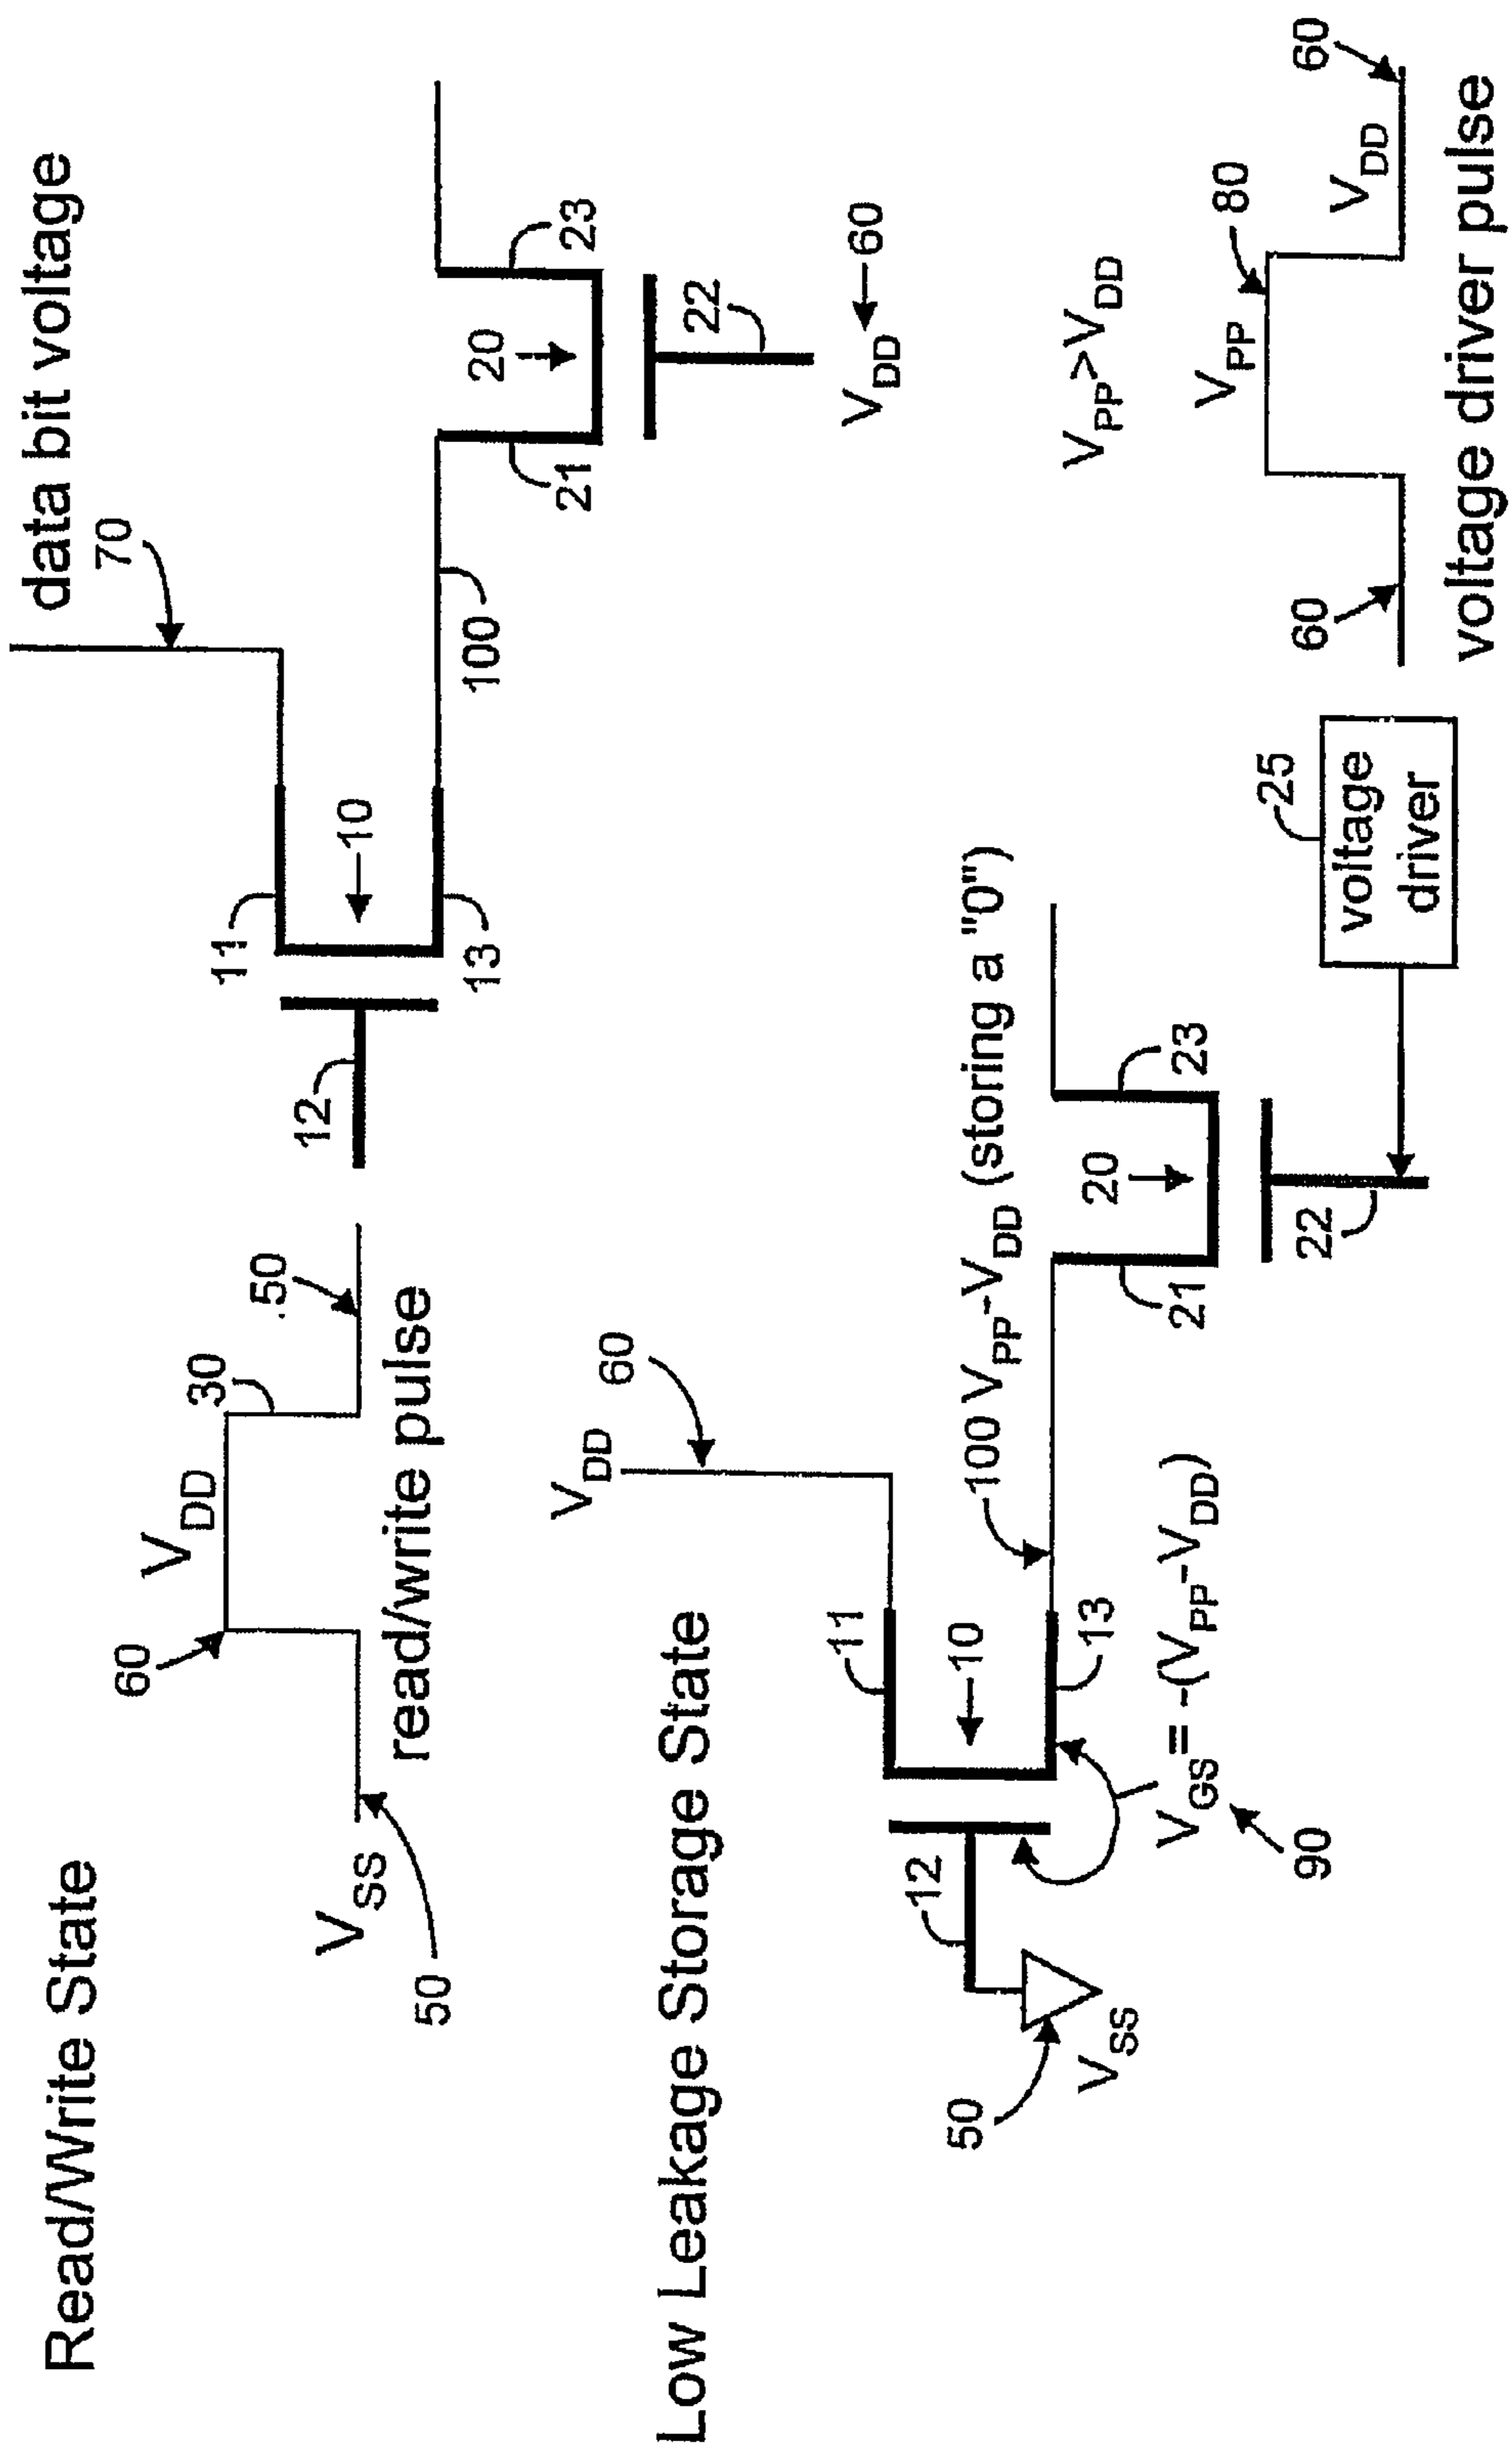 Read/Write State
data bit voltage
70
60
V_DD
30
.50
11
10
12
13
100
20
21
23
22
V_SS
50
read/write pulse
V_DD
60
Low Leakage Storage State
V_DD
60
11
10
12
13
100 V_PP-V_DD (storing a "0")
20
21
23
22
50
V_SS
V_GS = -(V_PP-V_DD)
90
25
voltage
driver
V_PP>V_DD
V_PP
80
V_DD
60
60
voltage driver pulse